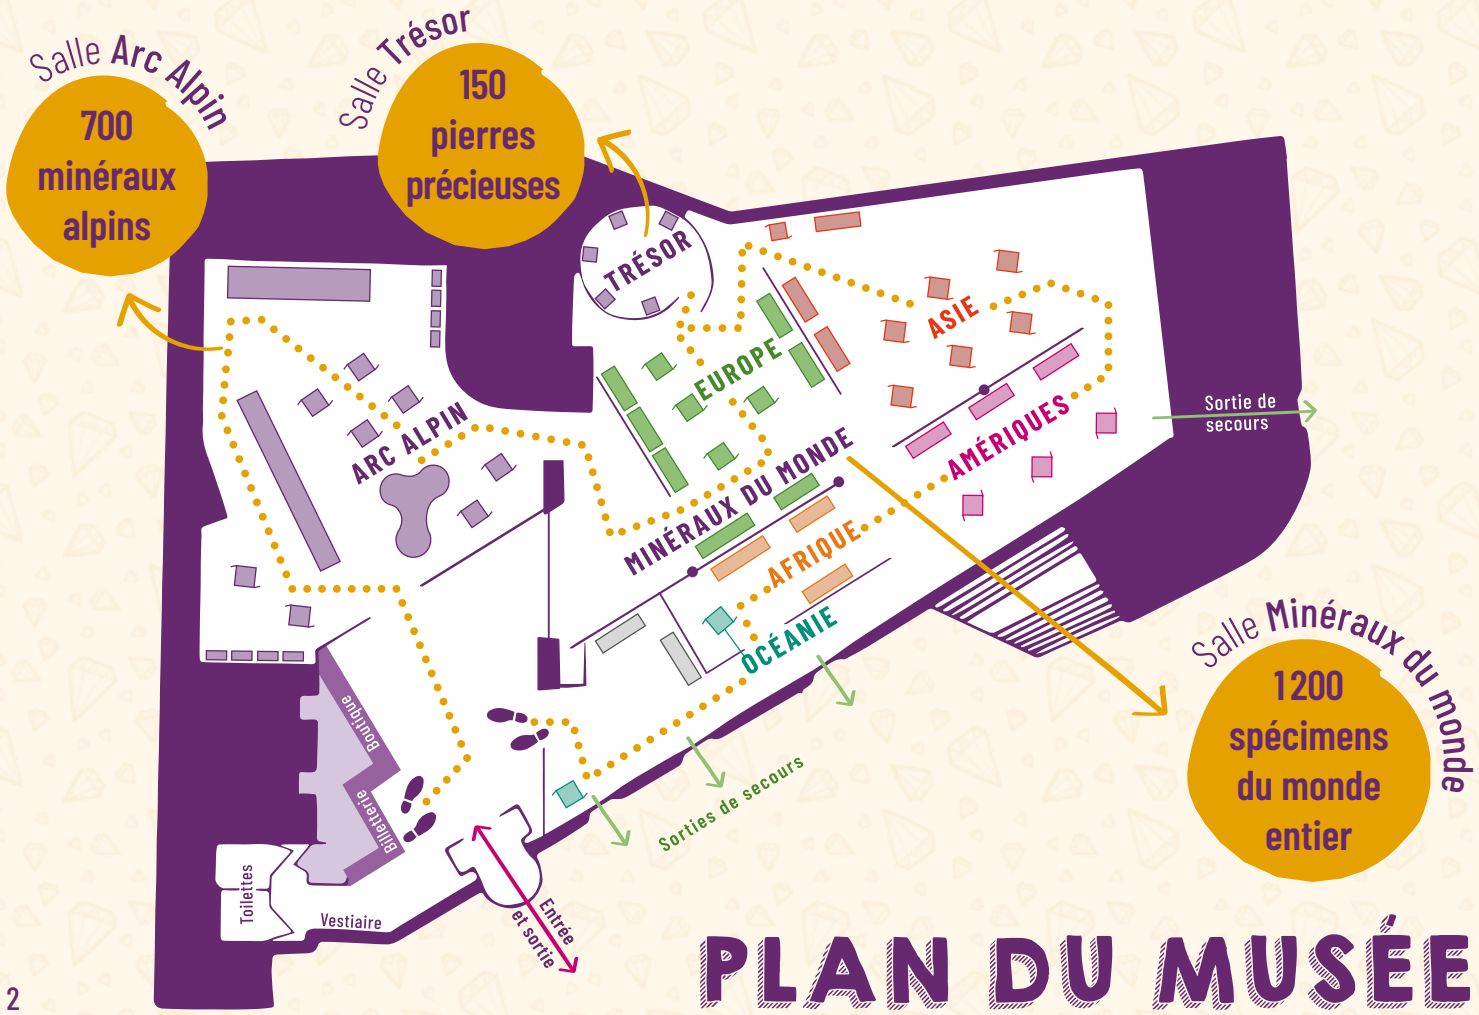 Salle Arc Alpin
700
minéraux
alpins
Salle Trésor
150
pierres
précieuses
TRÉSOR
ASIE
EUROPE
ARC ALPIN
AMÉRIQUES
Sortie de
secours
MINÉRAUX DU MONDE
AFRIQUE
OCÉANIE
Salle Minéraux du monde
1200
spécimens
du monde
entier
Boutique
Billetterie
Sorties de secours
Toilettes
Vestiaire
Entrée
et sortie
PLAN DU MUSÉE
2